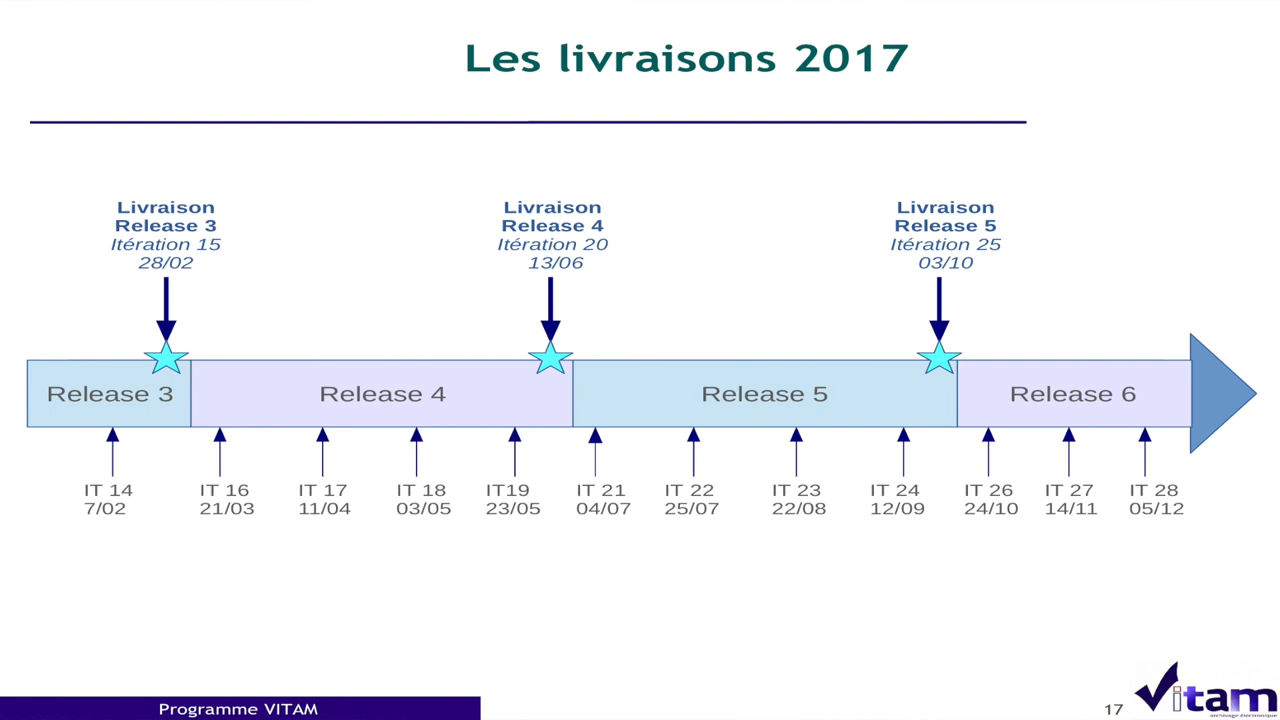 Les livraisons 2017
Livraison
Release 3
Itération 15
28/02
Livraison
Release 4
Itération 20
13/06
Livraison
Release 5
Itération 25
03/10
Release 3
Release 4
Release 5
Release 6
IT 14
7/02
IT 16
21/03
IT 17
11/04
IT 18
03/05
IT19
23/05
IT 21
04/07
IT 22
25/07
IT 23
22/08
IT 24
12/09
IT 26
24/10
IT 27
14/11
IT 28
05/12
Programme VITAM
17
Vitam
archivage électronique